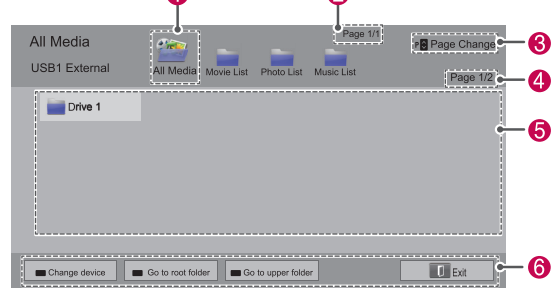 All Media
USB1 External
All Media
Movie List
Photo List
Music List
Page 1/1
P Page Change
Page 1/2
3
4
5
6
Drive 1
Change device
Go to root folder
Go to upper folder
Exit